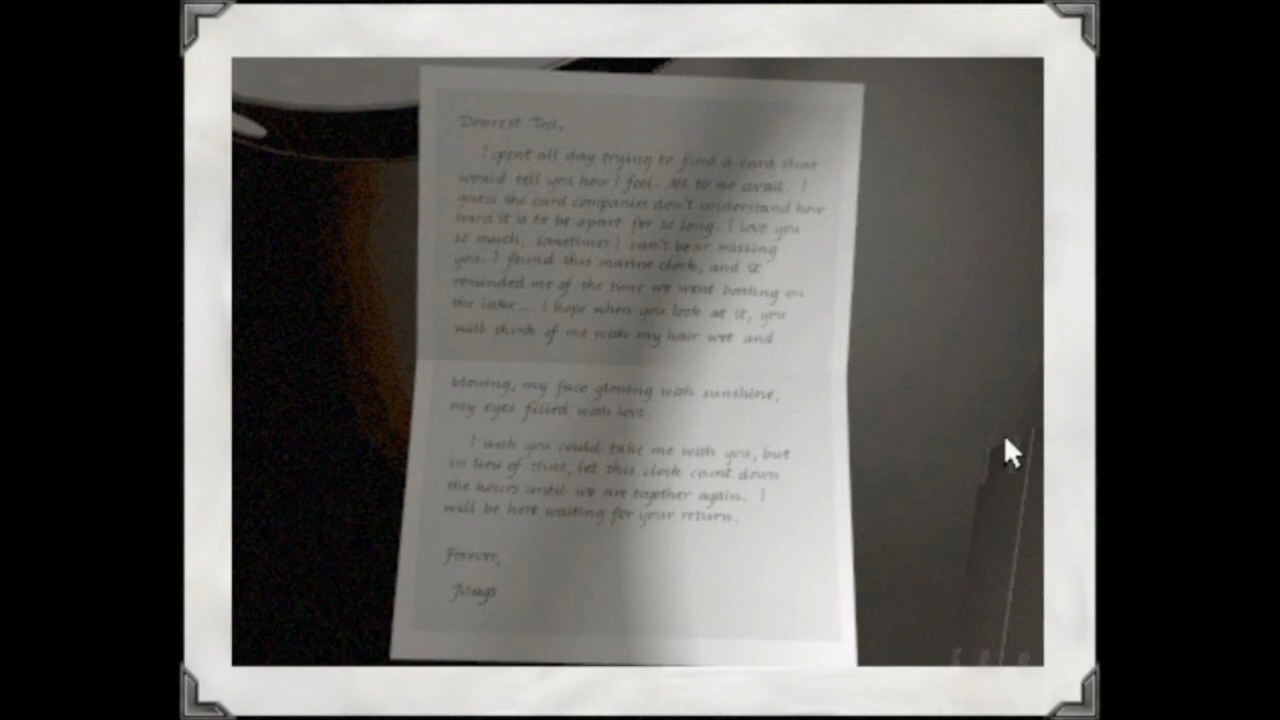 Dearest Ted,
I spent all day trying to find a card that
would tell you how I feel. All to no avail. I
guess the card companies don't understand how
hard it is to be apart for so long. I love you
so much, sometimes I can't bear missing
you. I found this marine clock, and it
reminded me of the time we went boating on
the lake... I hope when you look at it, you
will think of me with my hair wet and
blowing, my face glowing with sunshine,
my eyes filled with love.
I wish you could take me with you, but
in lieu of that, let this clock count down
the hours until we are together again. I
will be here waiting for your return.
Forever,
Mags